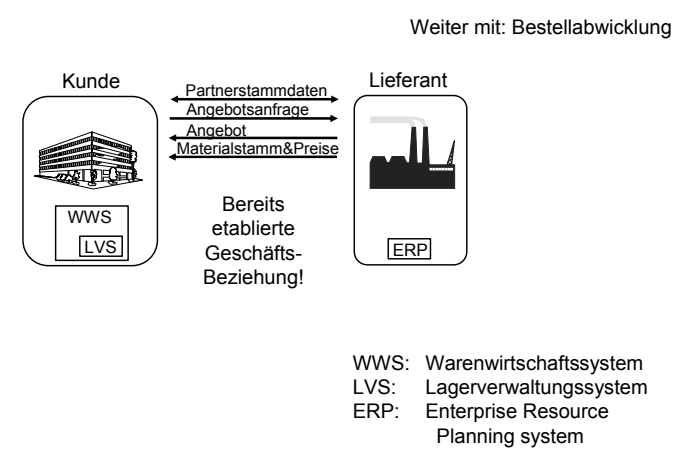 Weiter mit: Bestellabwicklung
Kunde
Lieferant
Partnerstammdaten
Angebotsanfrage
Angebot
Materialstamm&Preise
WWS
LVS
Bereits
etablierte
Geschäfts-
Beziehung!
ERP
WWS: Warenwirtschaftssystem
LVS: Lagerverwaltungssystem
ERP: Enterprise Resource
Planning system